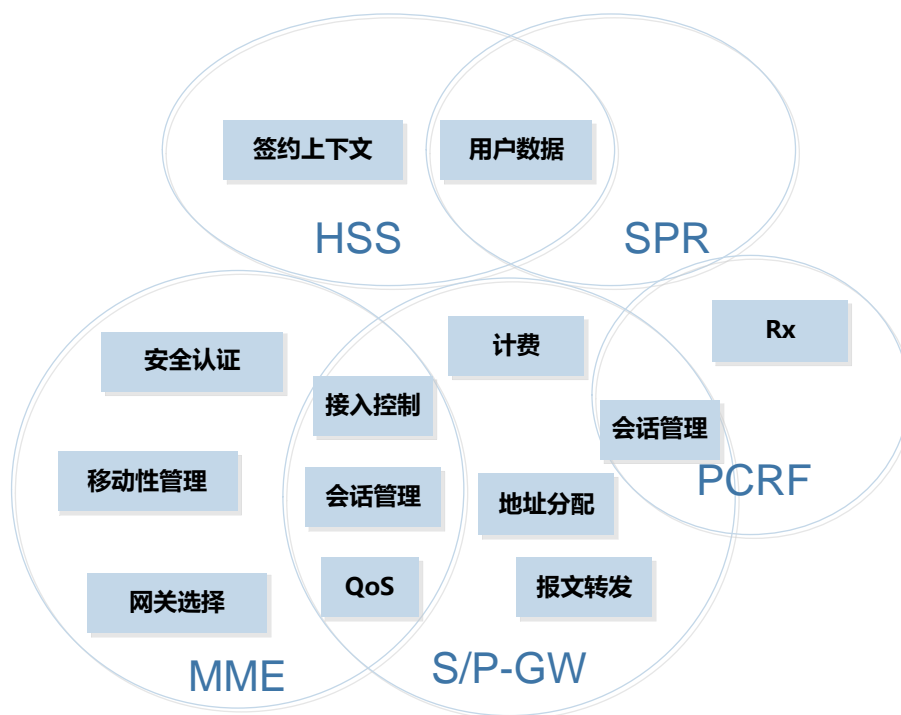 签约上下文
用户数据
HSS
SPR
Rx
计费
安全认证
接入控制
会话管理
移动性管理
会话管理
地址分配
PCRF
QoS
报文转发
网关选择
MME
S/P-GW